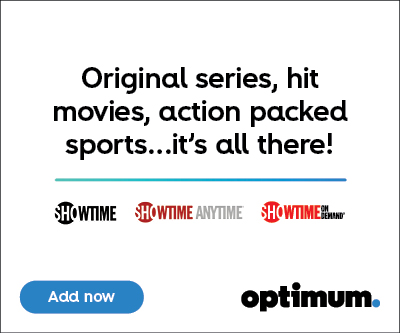 Original series, hit
movies, action packed
sports...it's all there!
SHOWTIME SHOWTIME ANYTIME® SHOWTIME ON DEMAND®
Add now optimum.